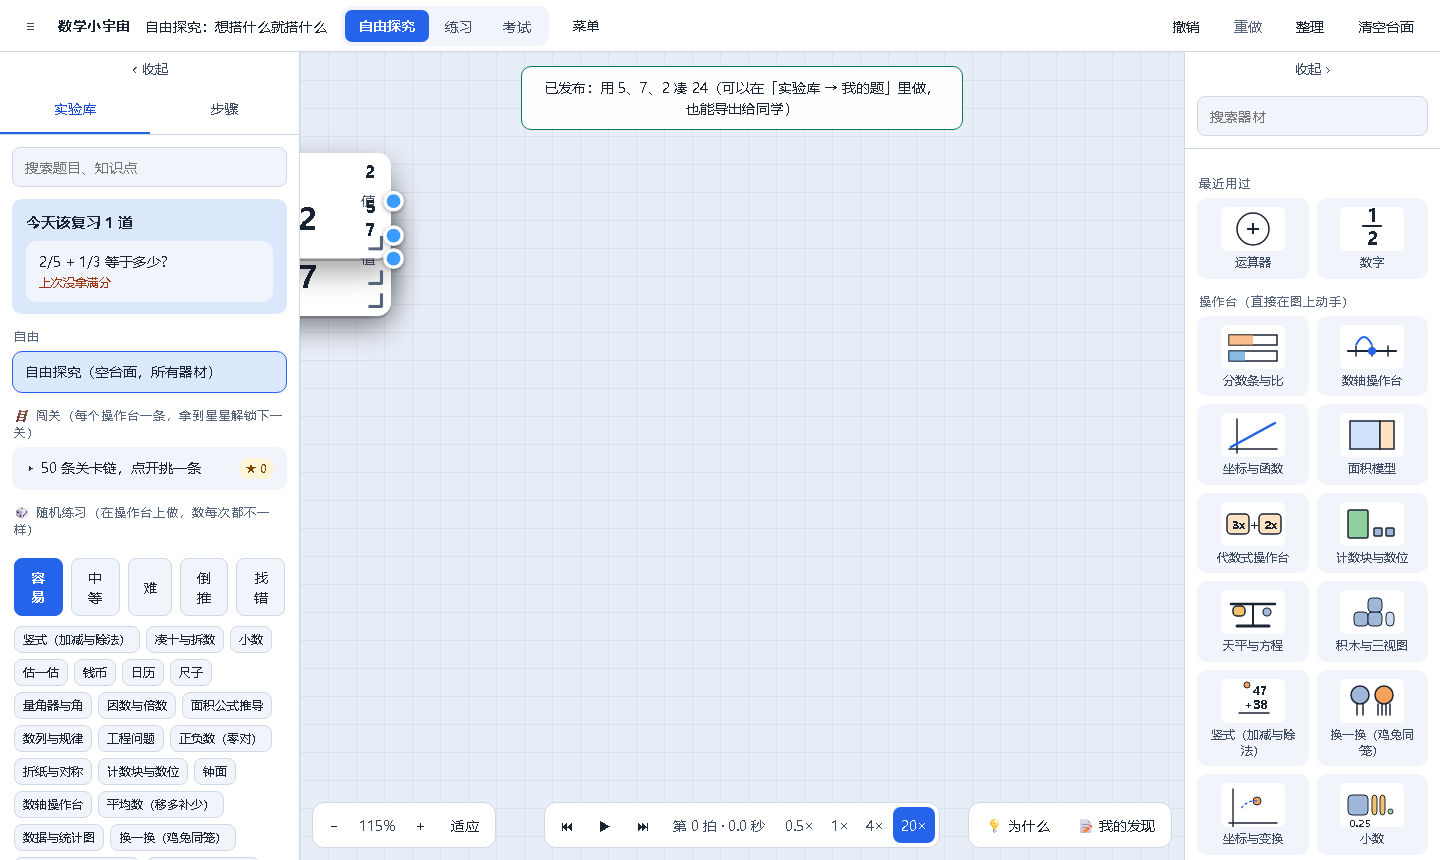 ≡ 数学小宇宙 自由探究：想搭什么就搭什么 自由探究 练习 考试 菜单 撤销 重做 整理 清空台面
‹ 收起
实验库 步骤
搜索题目、知识点
今天该复习 1 道
2/5 + 1/3 等于多少？
上次没拿满分
自由
自由探究（空台面，所有器材）
闯关（每个操作台一条，拿到星星解锁下一
关）
▸ 50 条关卡链，点开挑一条 ★ 0
随机练习（在操作台上做，数每次都不一
样）
容
易
中
等
难
倒
推
找
错
竖式（加减与除法） 凑十与拆数 小数
估一估 钱币 日历 尺子
量角器与角 因数与倍数 面积公式推导
数列与规律 工程问题 正负数（零对）
折纸与对称 计数块与数位 钟面
数轴操作台 平均数（移多补少）
数据与统计图 换一换（鸡兔同笼）
已发布：用 5、7、2 凑 24（可以在「实验库 → 我的题」里做，
也能导出给同学）
2
值
5
2
7
值
7
− 115% + 适应
⏮ ▶ ⏭ 第 0 拍 · 0.0 秒 0.5× 1× 4× 20×
为什么 我的发现
收起 ›
搜索器材
最近用过
运算器
1
2
数字
操作台（直接在图上动手）
分数条与比 数轴操作台
坐标与函数 面积模型
3x + 2x
代数式操作台 计数块与数位
天平与方程 积木与三视图
47
+38
竖式（加减与除
法）
换一换（鸡兔同
笼）
坐标与变换
0.25
小数